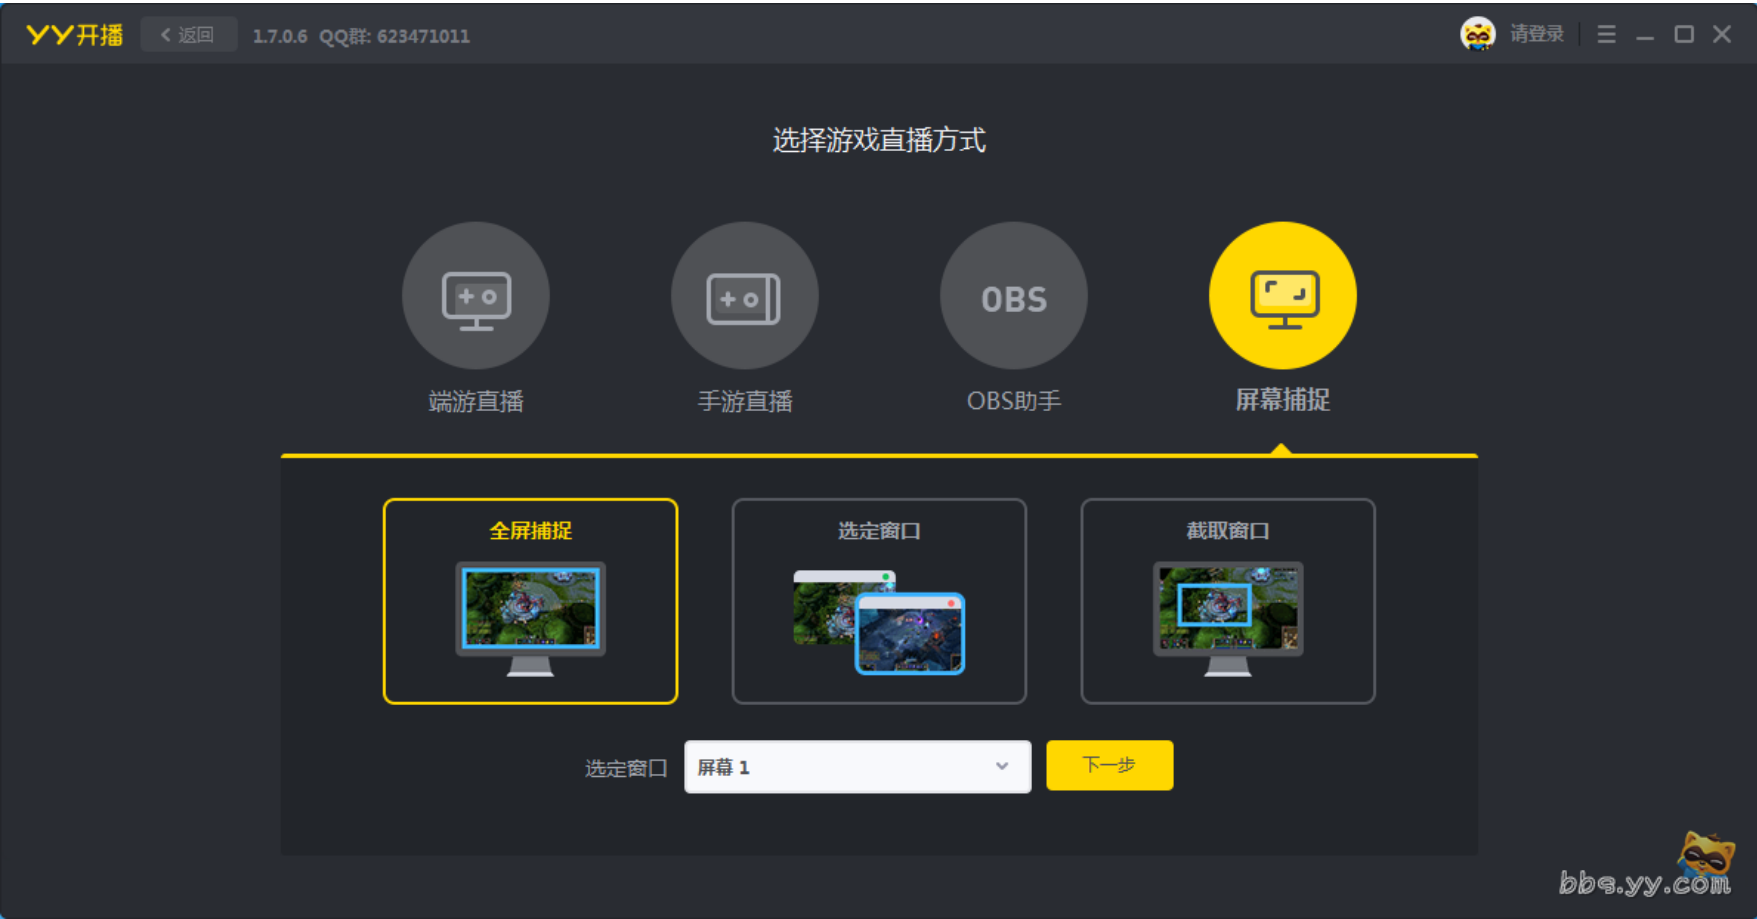 YY开播
返回
1.7.0.6 QQ群: 623471011
请登录
选择游戏直播方式
OBS
端游直播
手游直播
OBS助手
屏幕捕捉
全屏捕捉
选定窗口
截取窗口
选定窗口
屏幕 1
下一步
bbs.yy.com